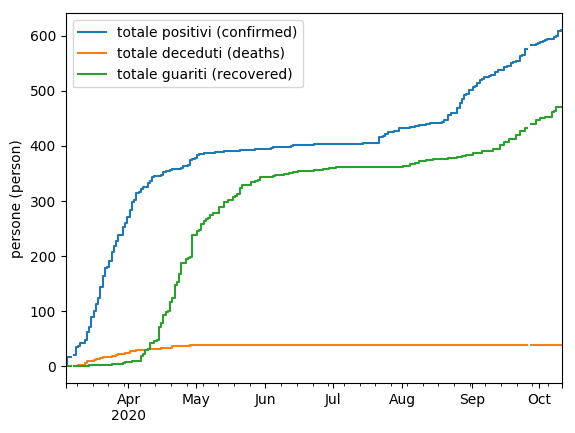 totale positivi (confirmed)
totale deceduti (deaths)
totale guariti (recovered)
persone (person)
600
500
400
300
200
100
0
Apr May Jun Jul Aug Sep Oct
2020